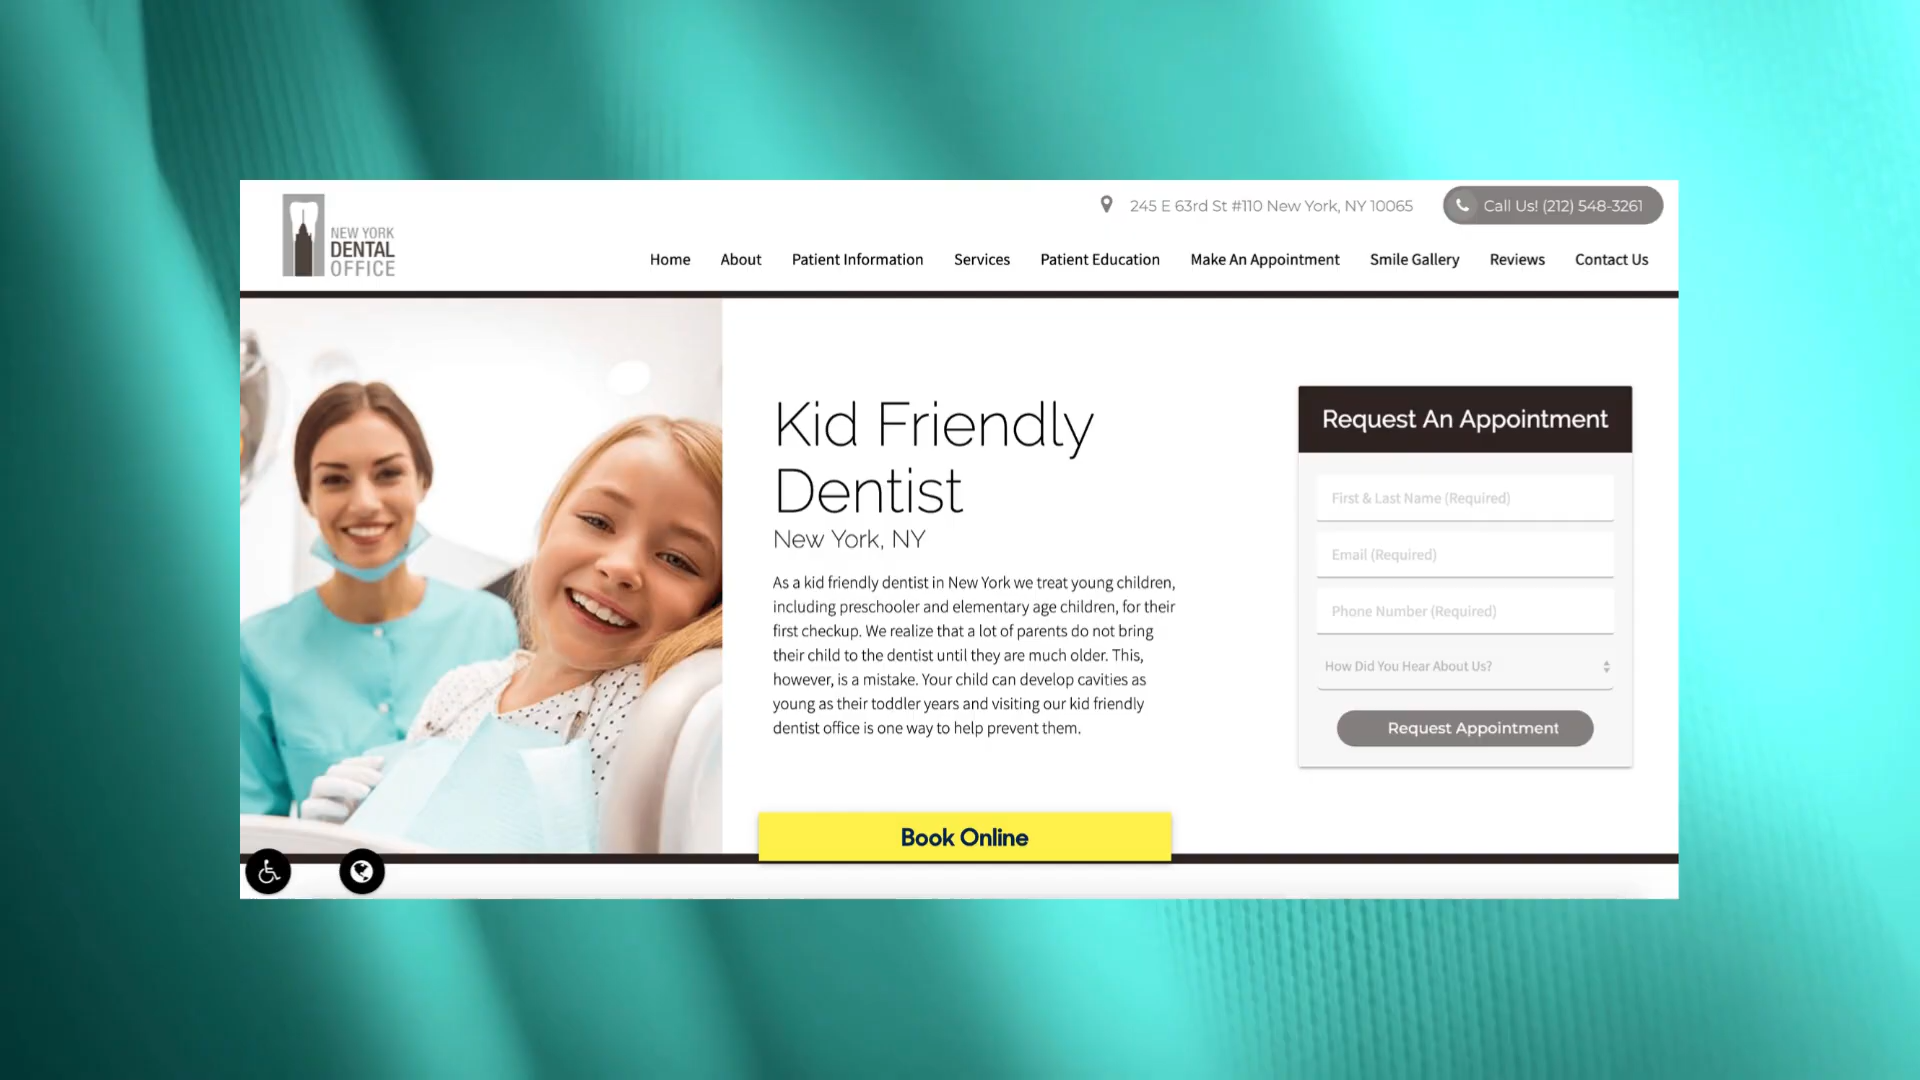 245 E 63rd St #110 New York, NY 10065
Call Us! (212) 548-3261
NEW YORK
DENTAL
OFFICE
Home About Patient Information Services Patient Education Make An Appointment Smile Gallery Reviews Contact Us
Kid Friendly
Dentist
New York, NY
As a kid friendly dentist in New York we treat young children,
including preschooler and elementary age children, for their
first checkup. We realize that a lot of parents do not bring
their child to the dentist until they are much older. This,
however, is a mistake. Your child can develop cavities as
young as their toddler years and visiting our kid friendly
dentist office is one way to help prevent them.
Request An Appointment
First & Last Name (Required)
Email (Required)
Phone Number (Required)
How Did You Hear About Us?
Request Appointment
Book Online